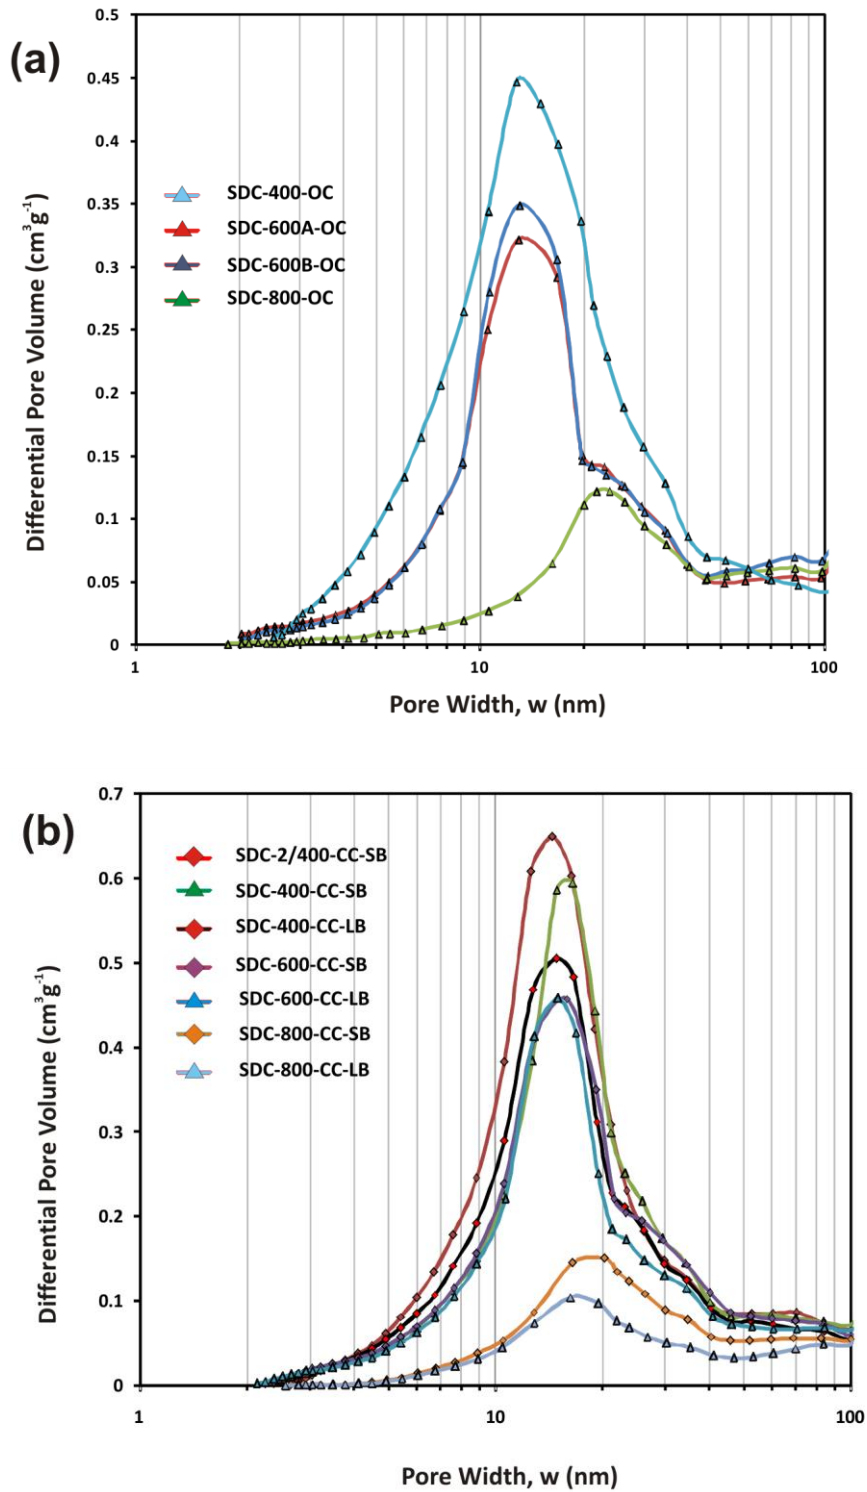 (a)
0.5
0.45
0.4
0.35
0.3
0.25
0.2
0.15
0.1
0.05
0
Differential Pore Volume (cm³g⁻¹)
SDC-400-OC
SDC-600A-OC
SDC-600B-OC
SDC-800-OC
1
10
100
Pore Width, w (nm)
(b)
0.7
0.6
0.5
0.4
0.3
0.2
0.1
0
Differential Pore Volume (cm³g⁻¹)
SDC-2/400-CC-SB
SDC-400-CC-SB
SDC-400-CC-LB
SDC-600-CC-SB
SDC-600-CC-LB
SDC-800-CC-SB
SDC-800-CC-LB
1
10
100
Pore Width, w (nm)